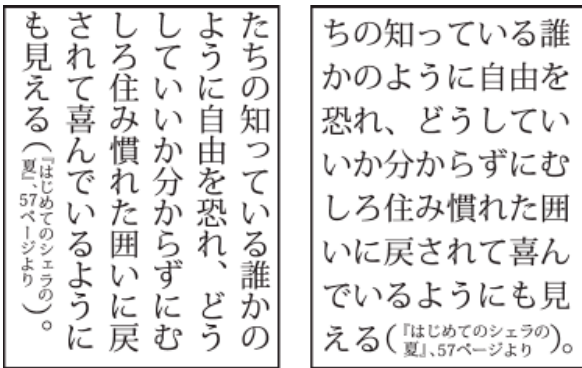 たちの知っている誰かの
ように自由を恐れ、どう
していいか分からずにむ
しろ住み慣れた囲いに戻
されて喜んでいるように
も見える(『はじめてのシェラの
夏』、57ページより)。
ちの知っている誰
かのように自由を
恐れ、どうしてい
いか分からずにむ
しろ住み慣れた囲
いに戻されて喜ん
でいるようにも見
える(『はじめてのシェラの
夏』、57ページより)。